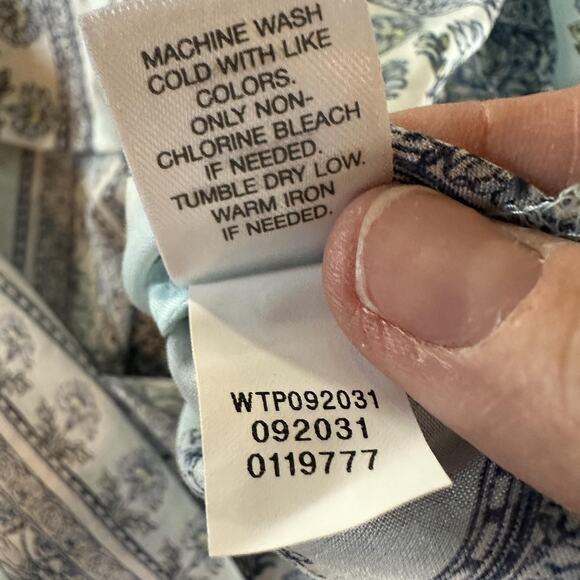 MACHINE WASH
COLD WITH LIKE
COLORS.
ONLY NON-
CHLORINE BLEACH
IF NEEDED.
TUMBLE DRY LOW.
WARM IRON
IF NEEDED.
WTP092031
092031
0119777